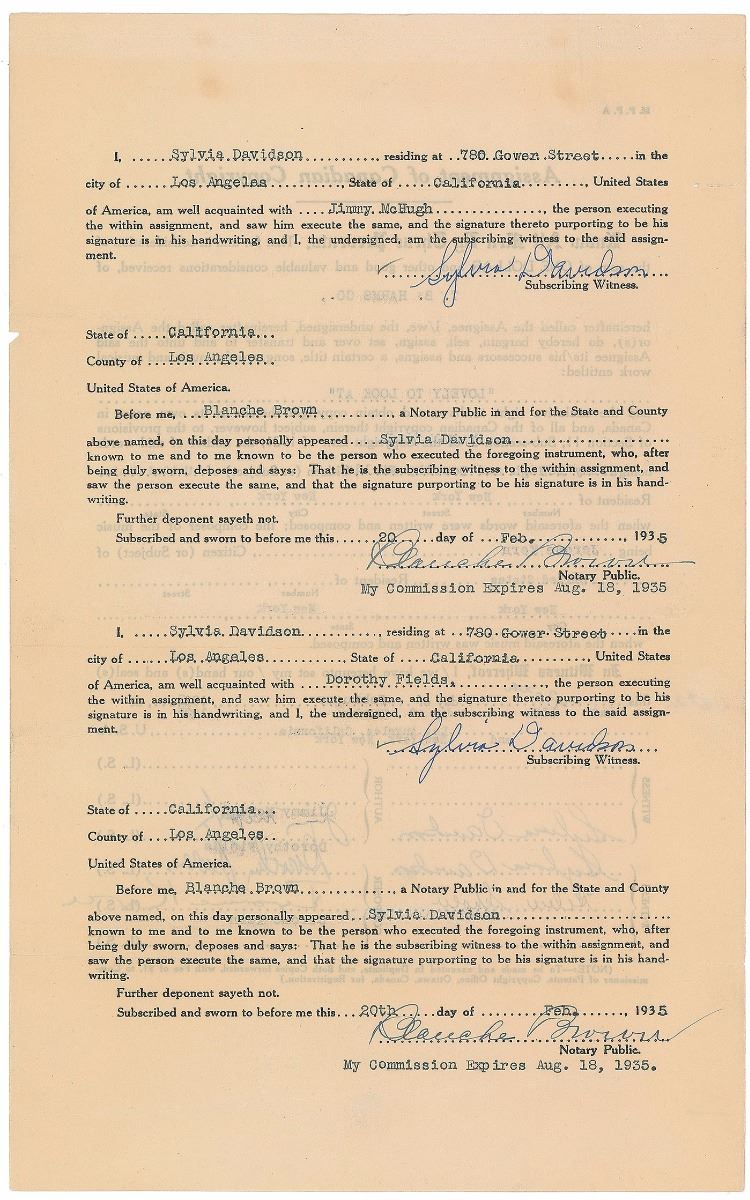 I, .....Sylvia Davidson..........., residing at ..780 Gower Street.....in the
city of ......Los Angeles............., State of .....California..........., United States
of America, am well acquainted with .....Jimmy McHugh..................., the person executing
the within assignment, and saw him execute the same, and the signature thereto purporting to be his
signature is in his handwriting, and I, the undersigned, am the subscribing witness to the said assign-
ment.
Sylvia Davidson
Subscribing Witness.
State of .....California...
County of ...Los Angeles..
United States of America.
Before me, ...Blanche Brown............., a Notary Public in and for the State and County
above named, on this day personally appeared.....Sylvia Davidson...........................
known to me and to me known to be the person who executed the foregoing instrument, who, after
being duly sworn, deposes and says: That he is the subscribing witness to the within assignment, and
saw the person execute the same, and that the signature purporting to be his signature is in his hand-
writing.
Further deponent sayeth not.
Subscribed and sworn to before me this......20......day of ...Feb.............., 1935
Blanche Brown
Notary Public.
My Commission Expires Aug. 18, 1935
I, .....Sylvia Davidson..........., residing at ..780 Gower Street.....in the
city of ......Los Angeles............., State of .....California..........., United States
of America, am well acquainted with .....Dorothy Fields,................., the person executing
the within assignment, and saw him execute the same, and the signature thereto purporting to be his
signature is in his handwriting, and I, the undersigned, am the subscribing witness to the said assign-
ment.
Sylvia Davidson
Subscribing Witness.
State of .....California...
County of ...Los Angeles..
United States of America.
Before me, Blanche Brown................, a Notary Public in and for the State and County
above named, on this day personally appeared...Sylvia Davidson.............................
known to me and to me known to be the person who executed the foregoing instrument, who, after
being duly sworn, deposes and says: That he is the subscribing witness to the within assignment, and
saw the person execute the same, and that the signature purporting to be his signature is in his hand-
writing.
Further deponent sayeth not.
Subscribed and sworn to before me this...20th......day of ..........Feb........, 1935
Blanche Brown
Notary Public.
My Commission Expires Aug. 18, 1935.